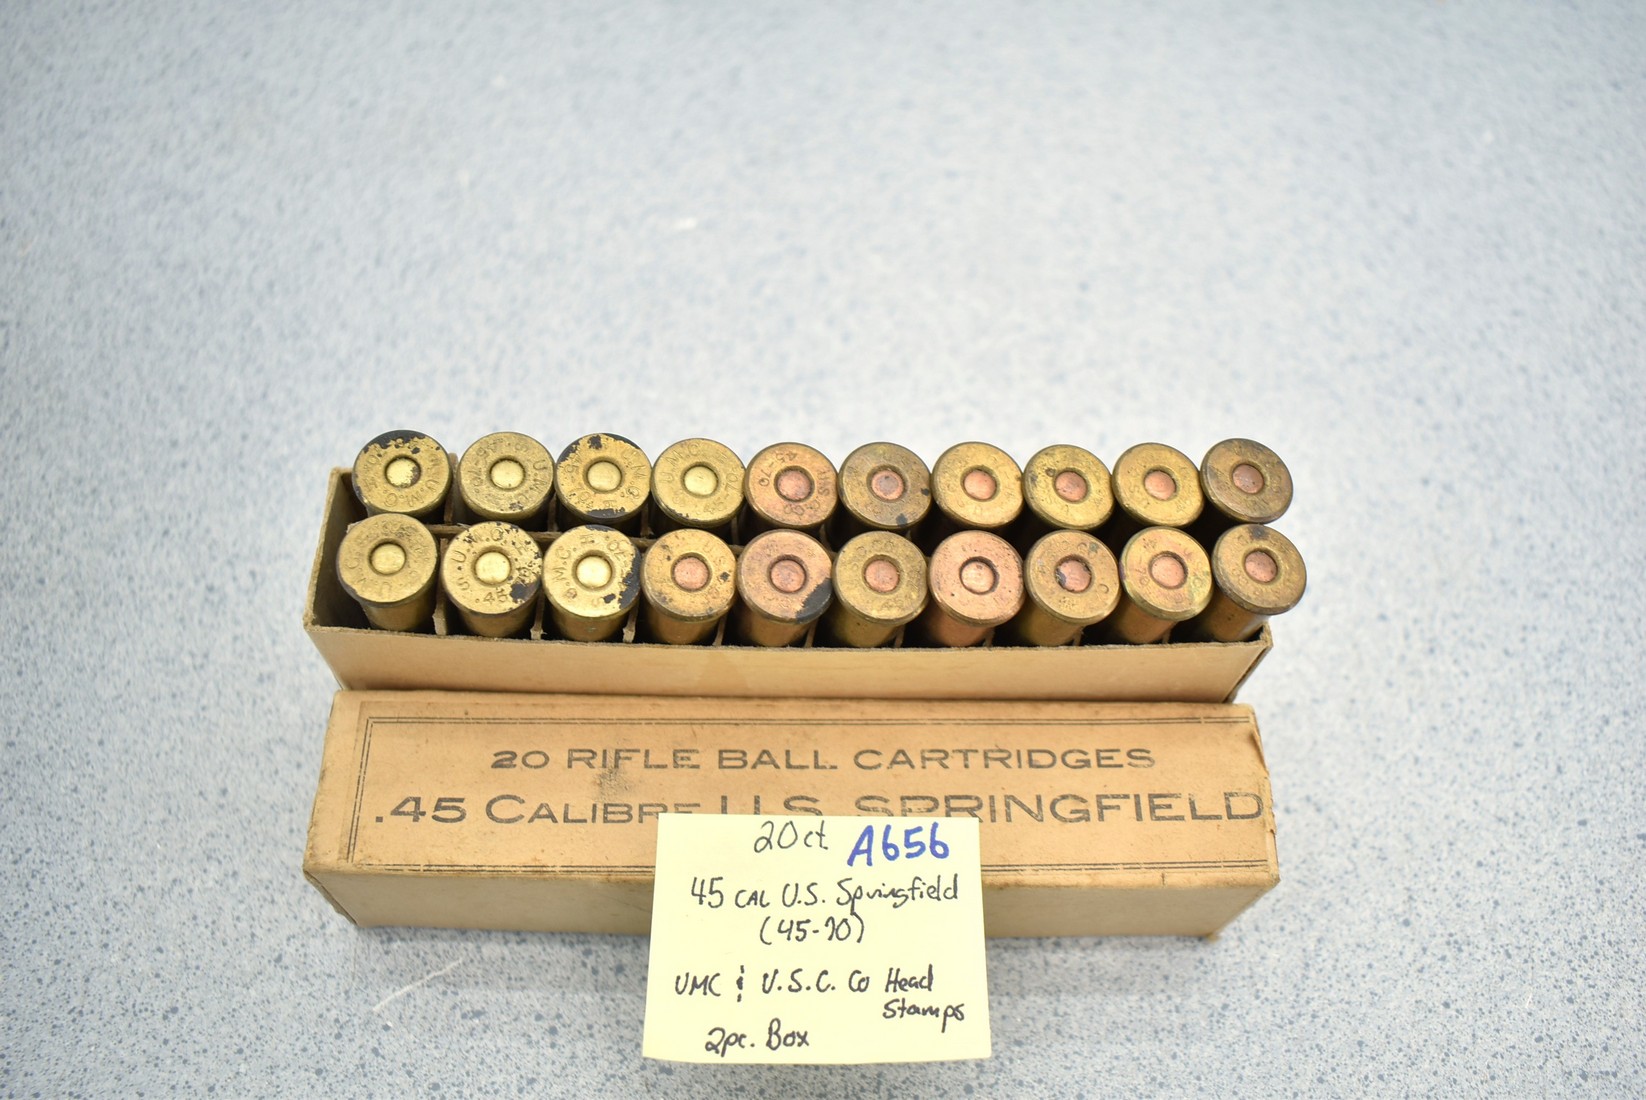 20 RIFLE BALL CARTRIDGES
.45 CALIBRE U.S. SPRINGFIELD
20ct A656
45 CAL U.S. Springfield
(45-70)
UMC & U.S.C. Co Head
Stamps
2pc. Box